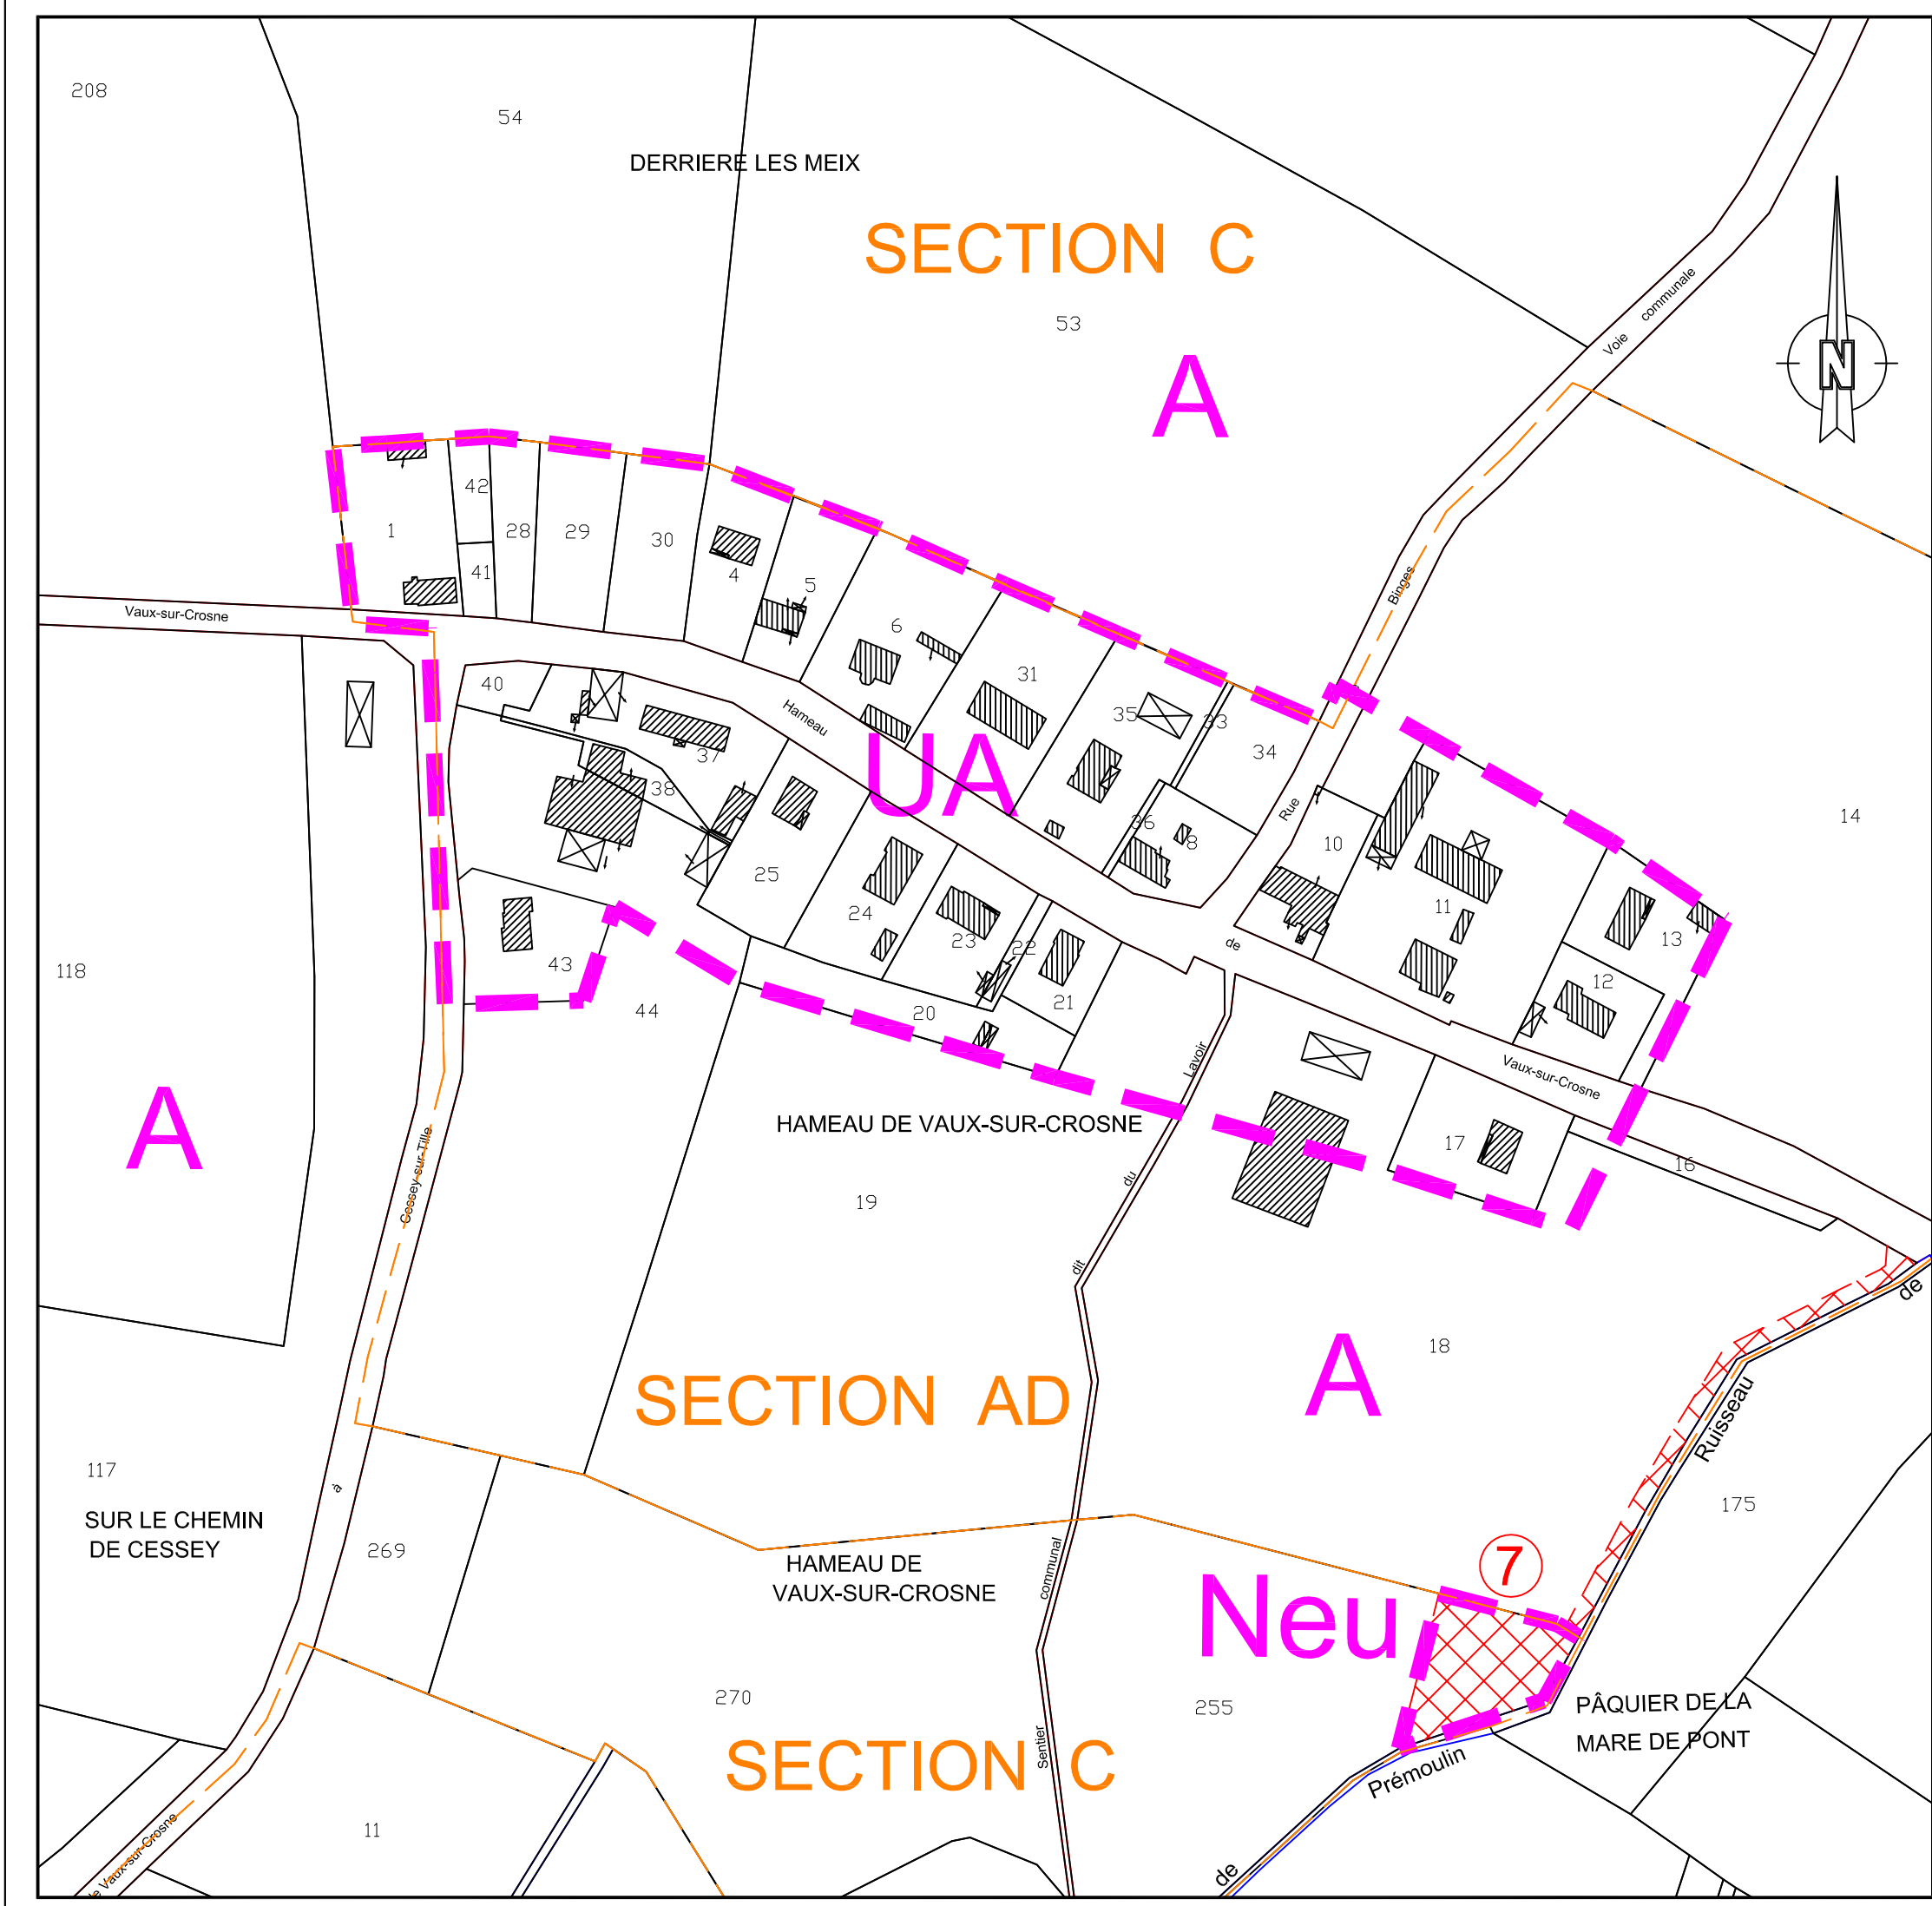 208
54
DERRIERE LES MEIX
SECTION C
53
A
Voie communale
N
42
1
28
29
30
41
4
5
6
31
35
33
34
Binges
Rue
Vaux-sur-Crosne
40
Hameau
37
38
UA
36
8
10
14
25
24
23
22
21
20
11
13
12
de
43
44
118
A
Vaux-sur-Crosne
Lavoir
du
dit
HAMEAU DE VAUX-SUR-CROSNE
17
16
19
Cessey-sur-Tille
à
18
A
SECTION AD
de
Ruisseau
175
117
SUR LE CHEMIN
DE CESSEY
269
HAMEAU DE
VAUX-SUR-CROSNE
communal
Sentier
7
Neu
270
255
PÂQUIER DE LA
MARE DE PONT
SECTION C
Prémoulin
de
11
de Vaux-sur-Crosne